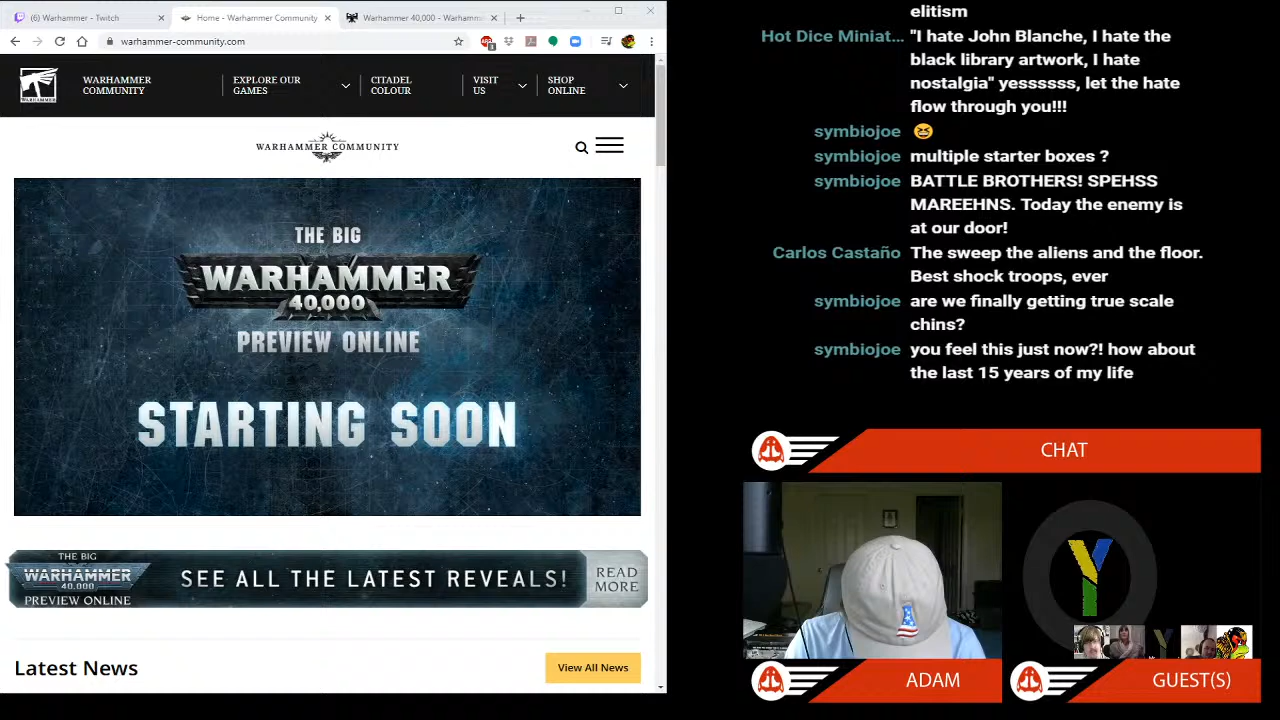 (6) Warhammer - Twitch
Home - Warhammer Community
Warhammer 40,000 - Warhamm
warhammer-community.com
WARHAMMER
WARHAMMER COMMUNITY
EXPLORE OUR GAMES
CITADEL COLOUR
VISIT US
SHOP ONLINE
WARHAMMER COMMUNITY
THE BIG
WARHAMMER
40,000
PREVIEW ONLINE
STARTING SOON
THE BIG
WARHAMMER
40,000
PREVIEW ONLINE
SEE ALL THE LATEST REVEALS!
READ MORE
Latest News
View All News
elitism
Hot Dice Miniat... "I hate John Blanche, I hate the
black library artwork, I hate
nostalgia" yessssss, let the hate
flow through you!!!
symbiojoe 😆
symbiojoe multiple starter boxes ?
symbiojoe BATTLE BROTHERS! SPEHSS
MAREEHNS. Today the enemy is
at our door!
Carlos Castaño The sweep the aliens and the floor.
Best shock troops, ever
symbiojoe are we finally getting true scale
chins?
symbiojoe you feel this just now?! how about
the last 15 years of my life
CHAT
Y
ADAM
GUEST(S)